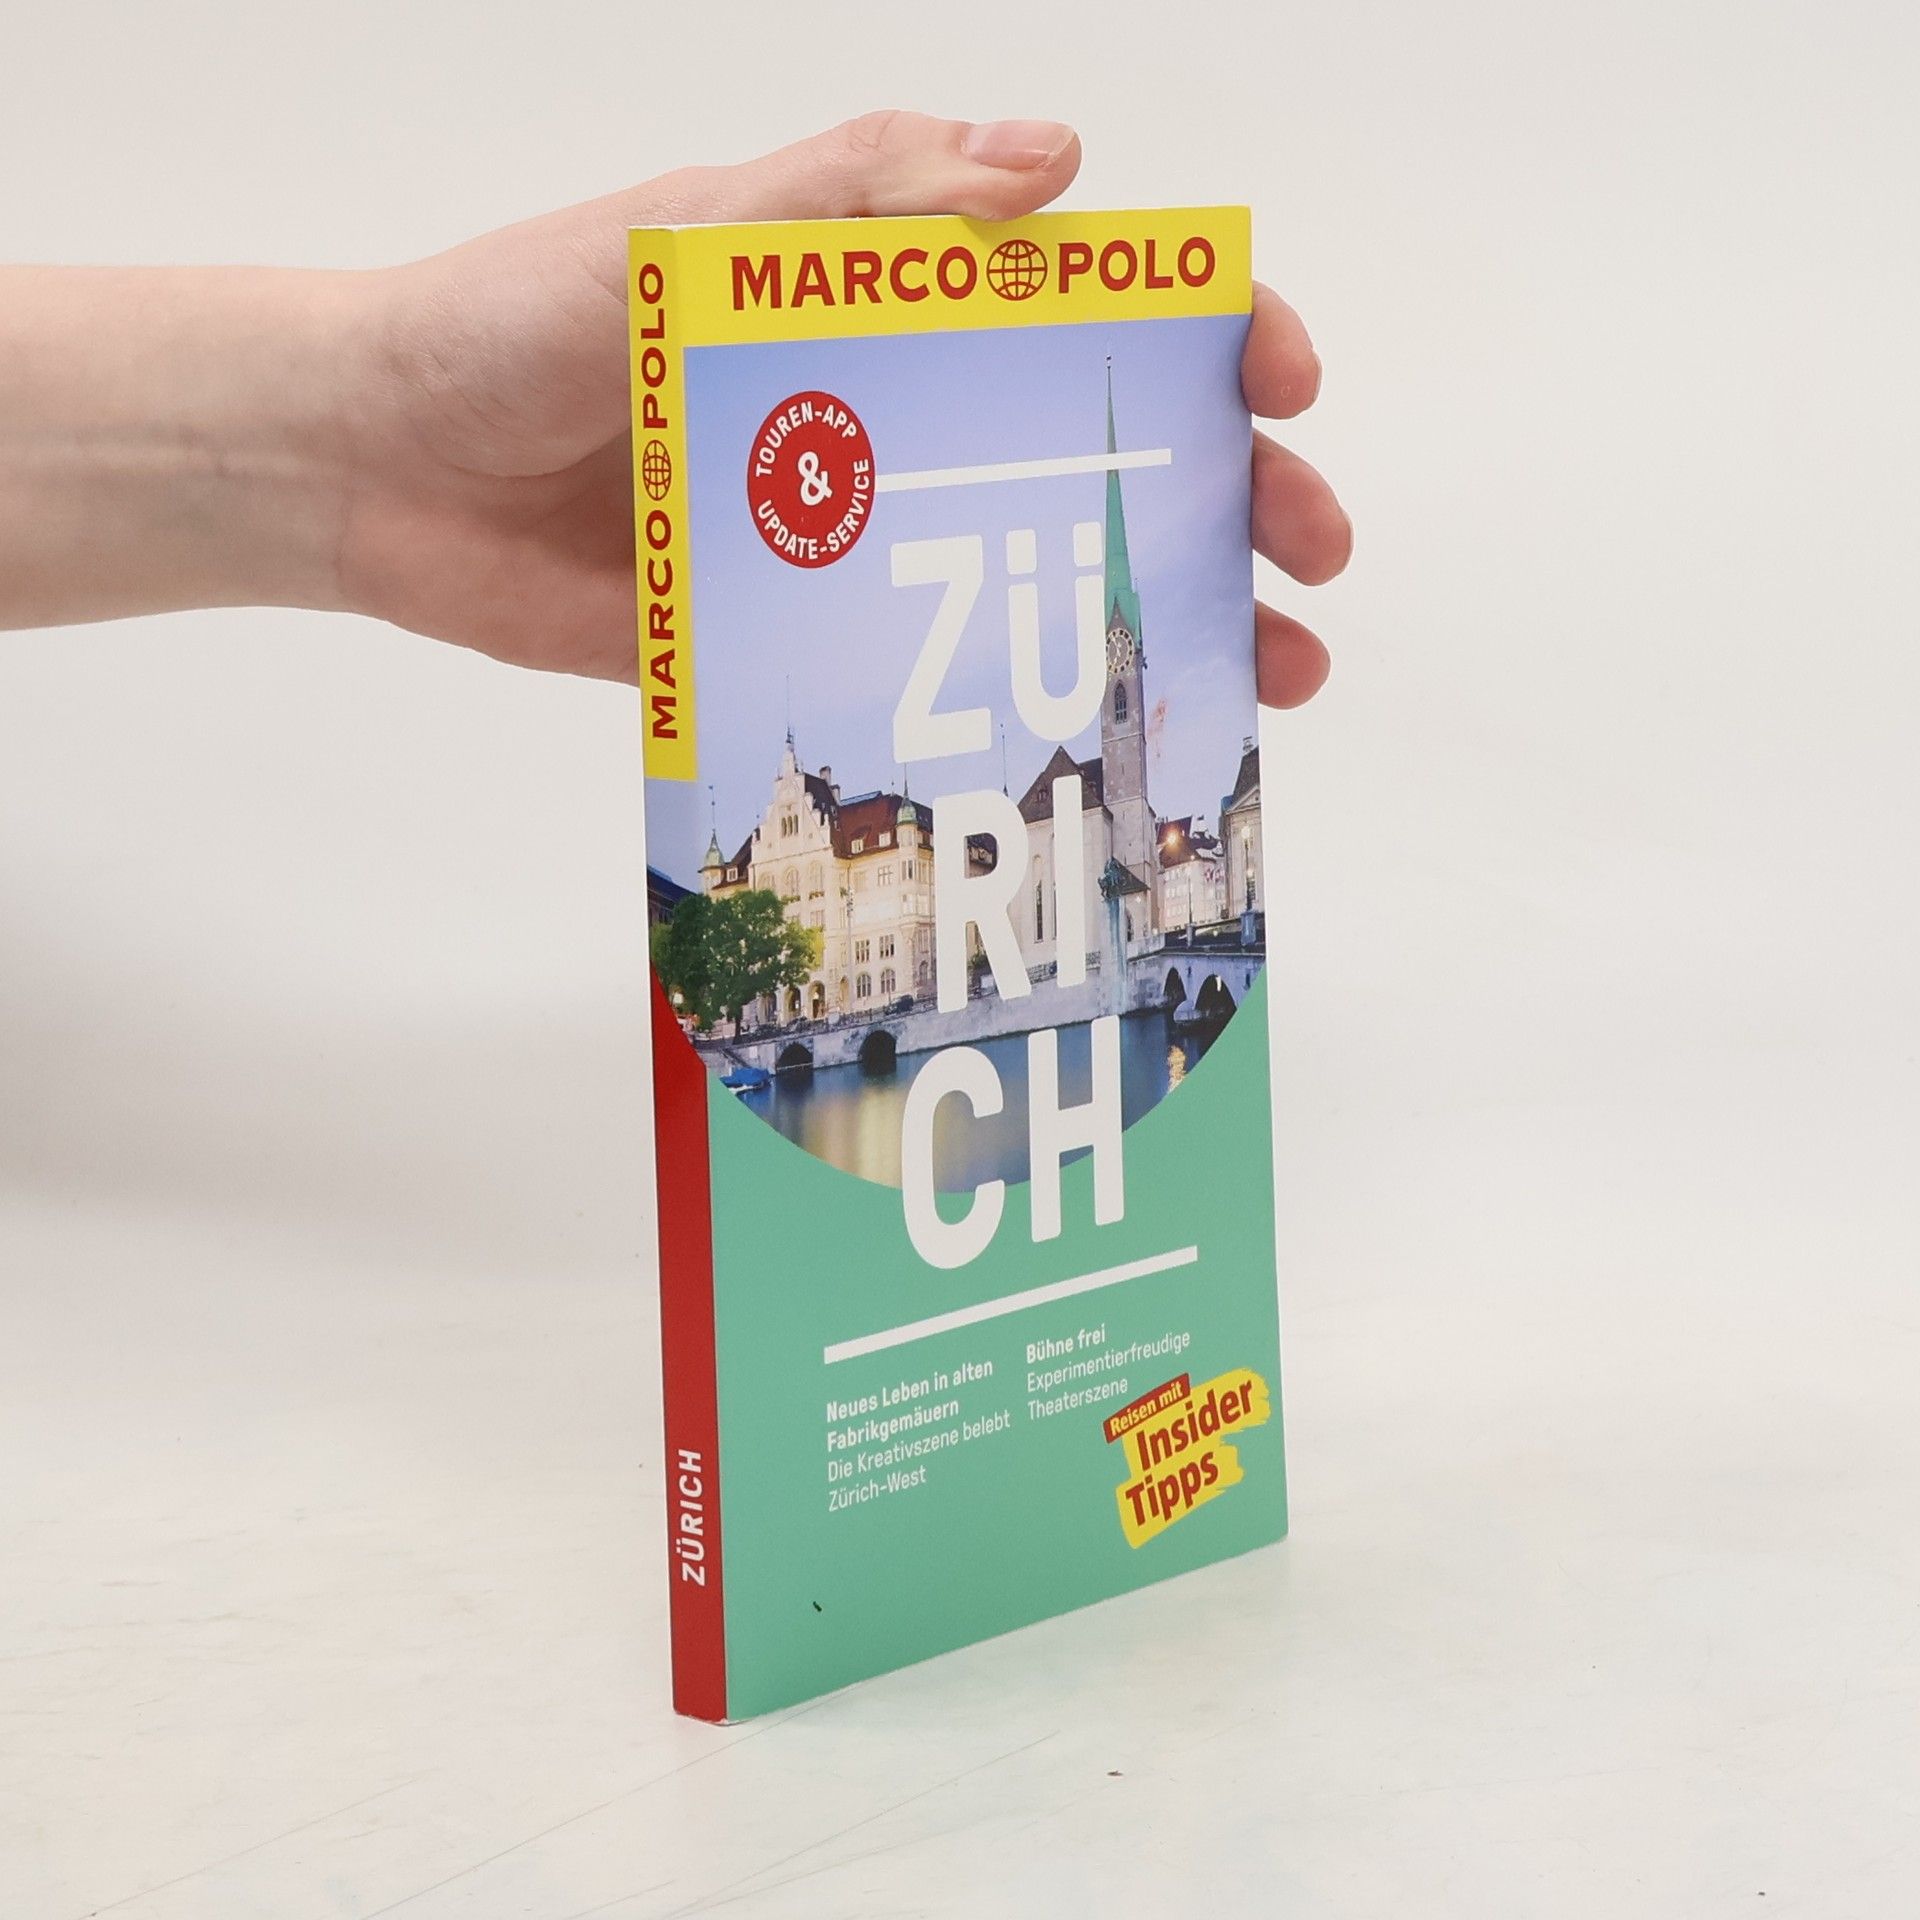 MARCO POLO
MARCO POLO
TOUREN-APP
&
UPDATE-SERVICE
ZÜ
RI
CH
Neues Leben in alten
Fabrikgemäuern
Die Kreativszene belebt
Zürich-West
Bühne frei
Experimentierfreudige
Theaterszene
Reisen mit
Insider
Tipps
ZÜRICH